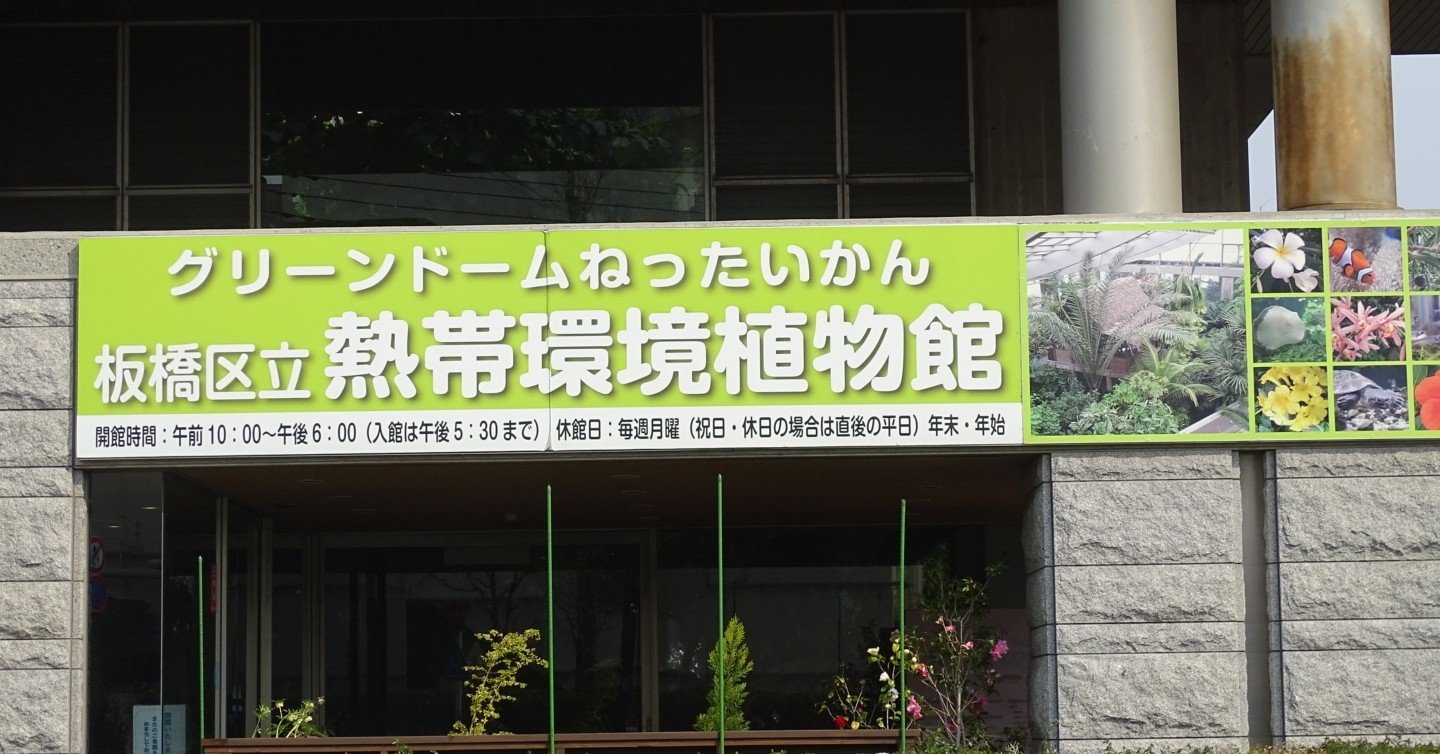 グリーンドームねったいかん
板橋区立熱帯環境植物館
開館時間：午前10：00〜午後6：00（入館は午後5：30まで） 休館日：毎週月曜（祝日・休日の場合は直後の平日）年末・年始